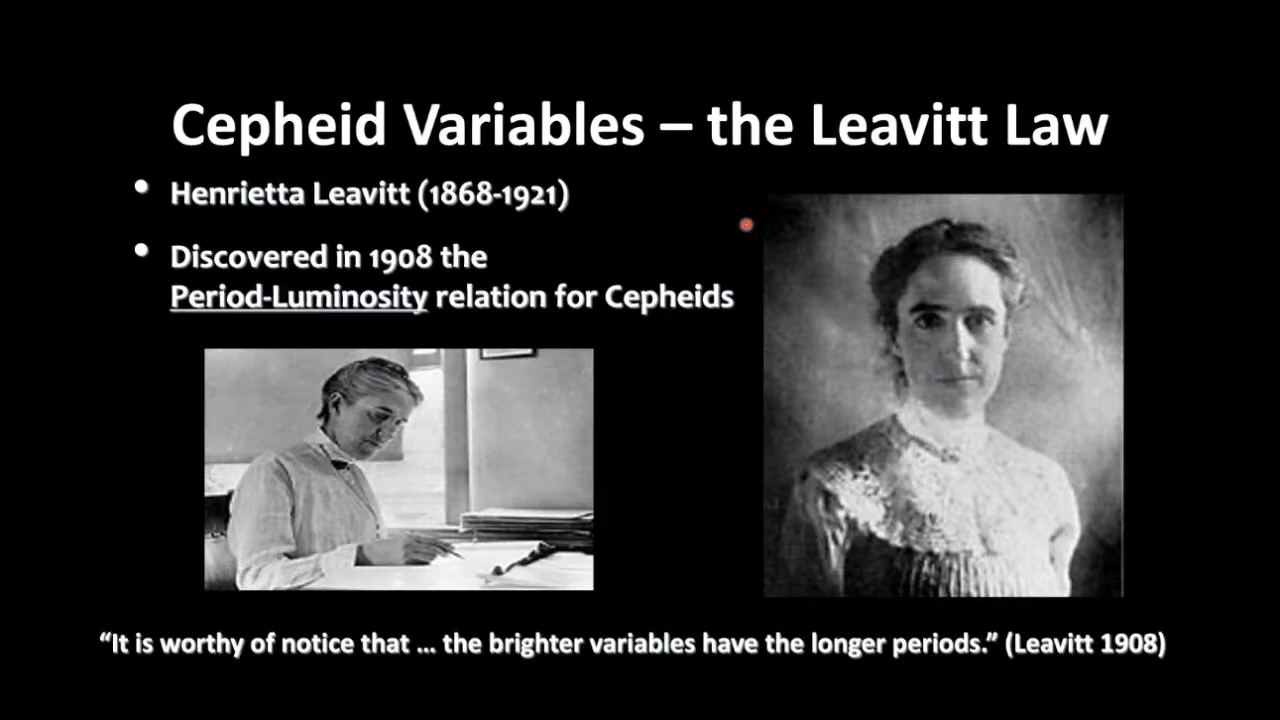 Cepheid Variables – the Leavitt Law
• Henrietta Leavitt (1868-1921)
• Discovered in 1908 the
Period-Luminosity relation for Cepheids
“It is worthy of notice that ... the brighter variables have the longer periods.” (Leavitt 1908)